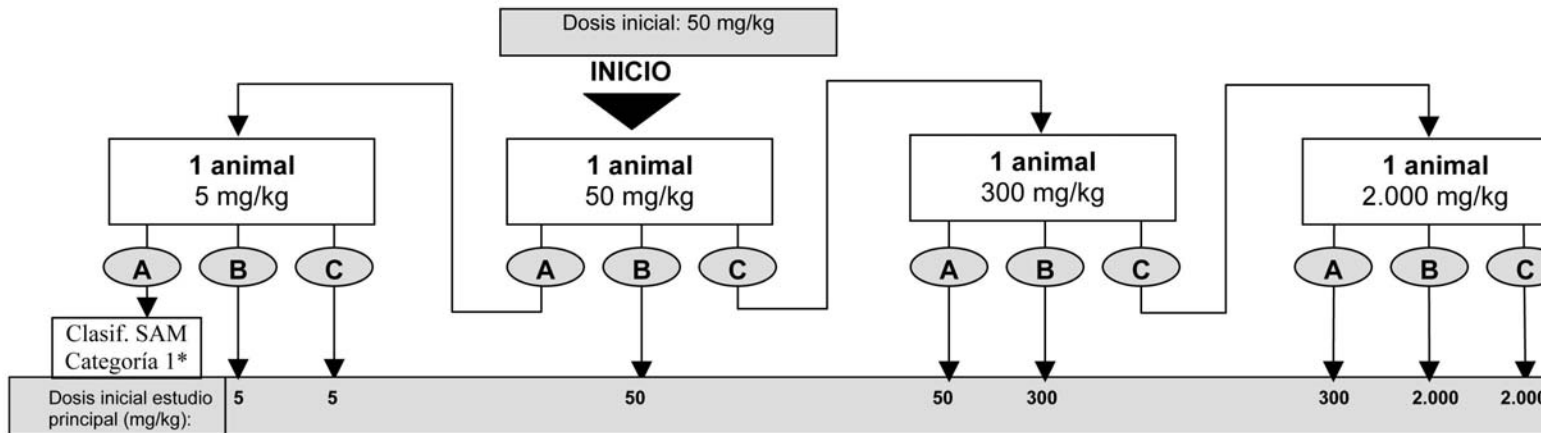 Dosis inicial: 50 mg/kg
INICIO
1 animal
5 mg/kg
1 animal
50 mg/kg
1 animal
300 mg/kg
1 animal
2.000 mg/kg
A B C
A B C
A B C
A B C
Clasif. SAM
Categoría 1*
Dosis inicial estudio
principal (mg/kg):
5 5 50 50 300 300 2.000 2.000